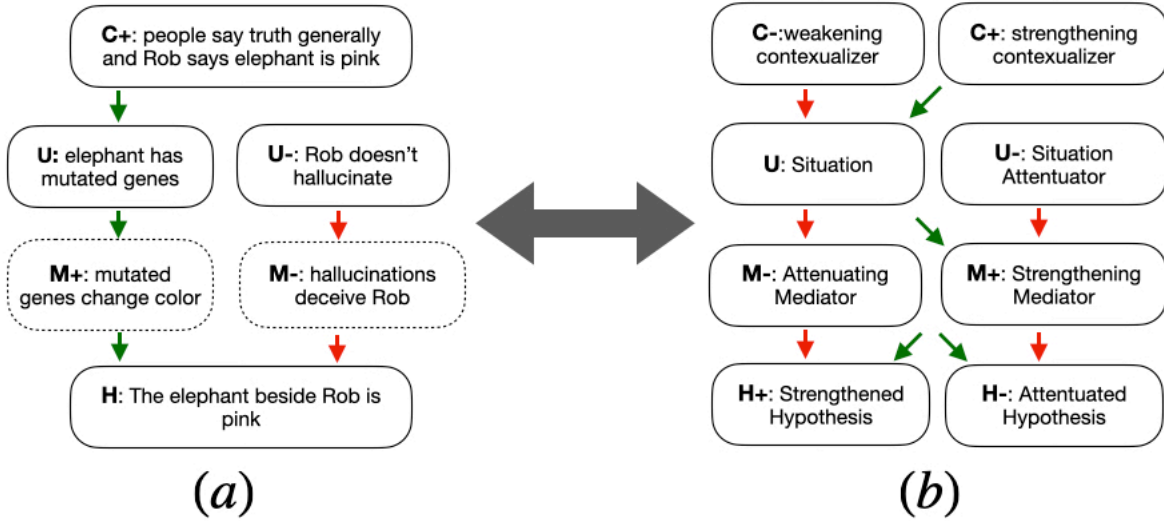 C+: people say truth generally
and Rob says elephant is pink
U: elephant has
mutated genes
U-: Rob doesn't
hallucinate
M+: mutated
genes change color
M-: hallucinations
deceive Rob
H: The elephant beside Rob is
pink
(a)
C-:weakening
contexualizer
C+: strengthening
contexualizer
U: Situation
U-: Situation
Attentuator
M-: Attenuating
Mediator
M+: Strengthening
Mediator
H+: Strengthened
Hypothesis
H-: Attentuated
Hypothesis
(b)